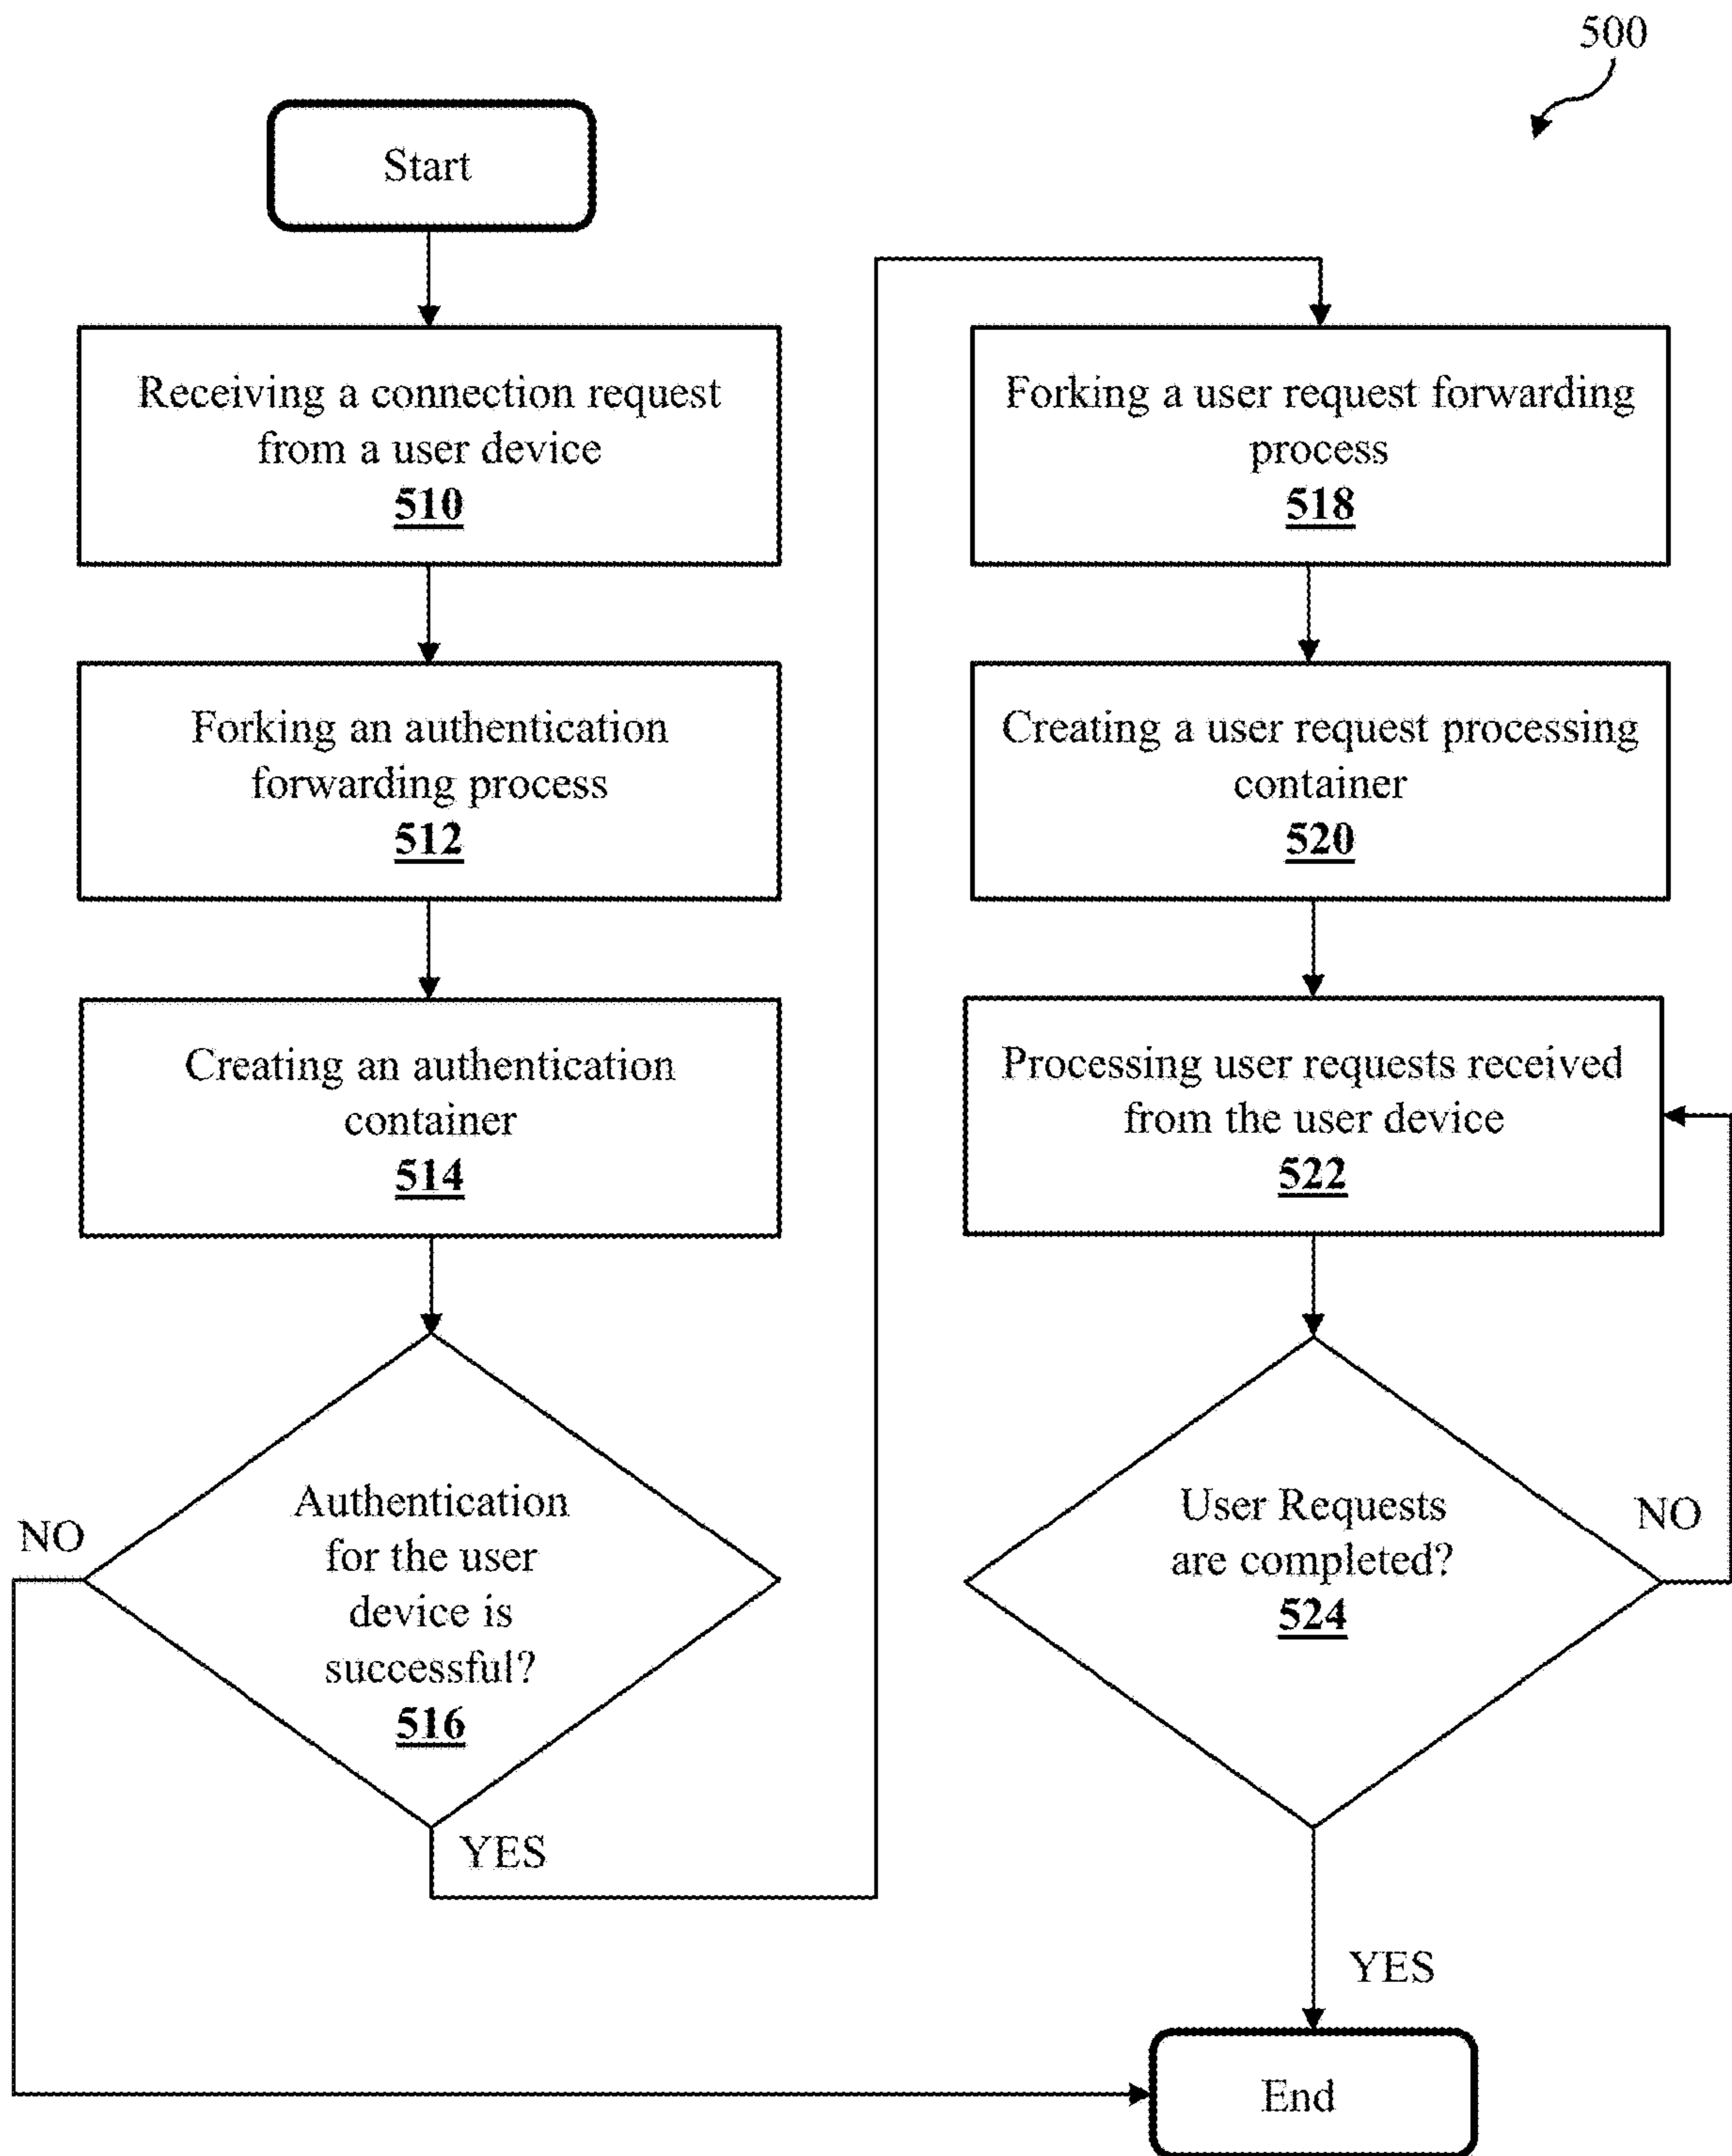 500
Start
Receiving a connection request
from a user device
510
Forking an authentication
forwarding process
512
Creating an authentication
container
514
Authentication
for the user
device is
successful?
516
NO
YES
Forking a user request forwarding
process
518
Creating a user request processing
container
520
Processing user requests received
from the user device
522
User Requests
are completed?
524
NO
YES
End